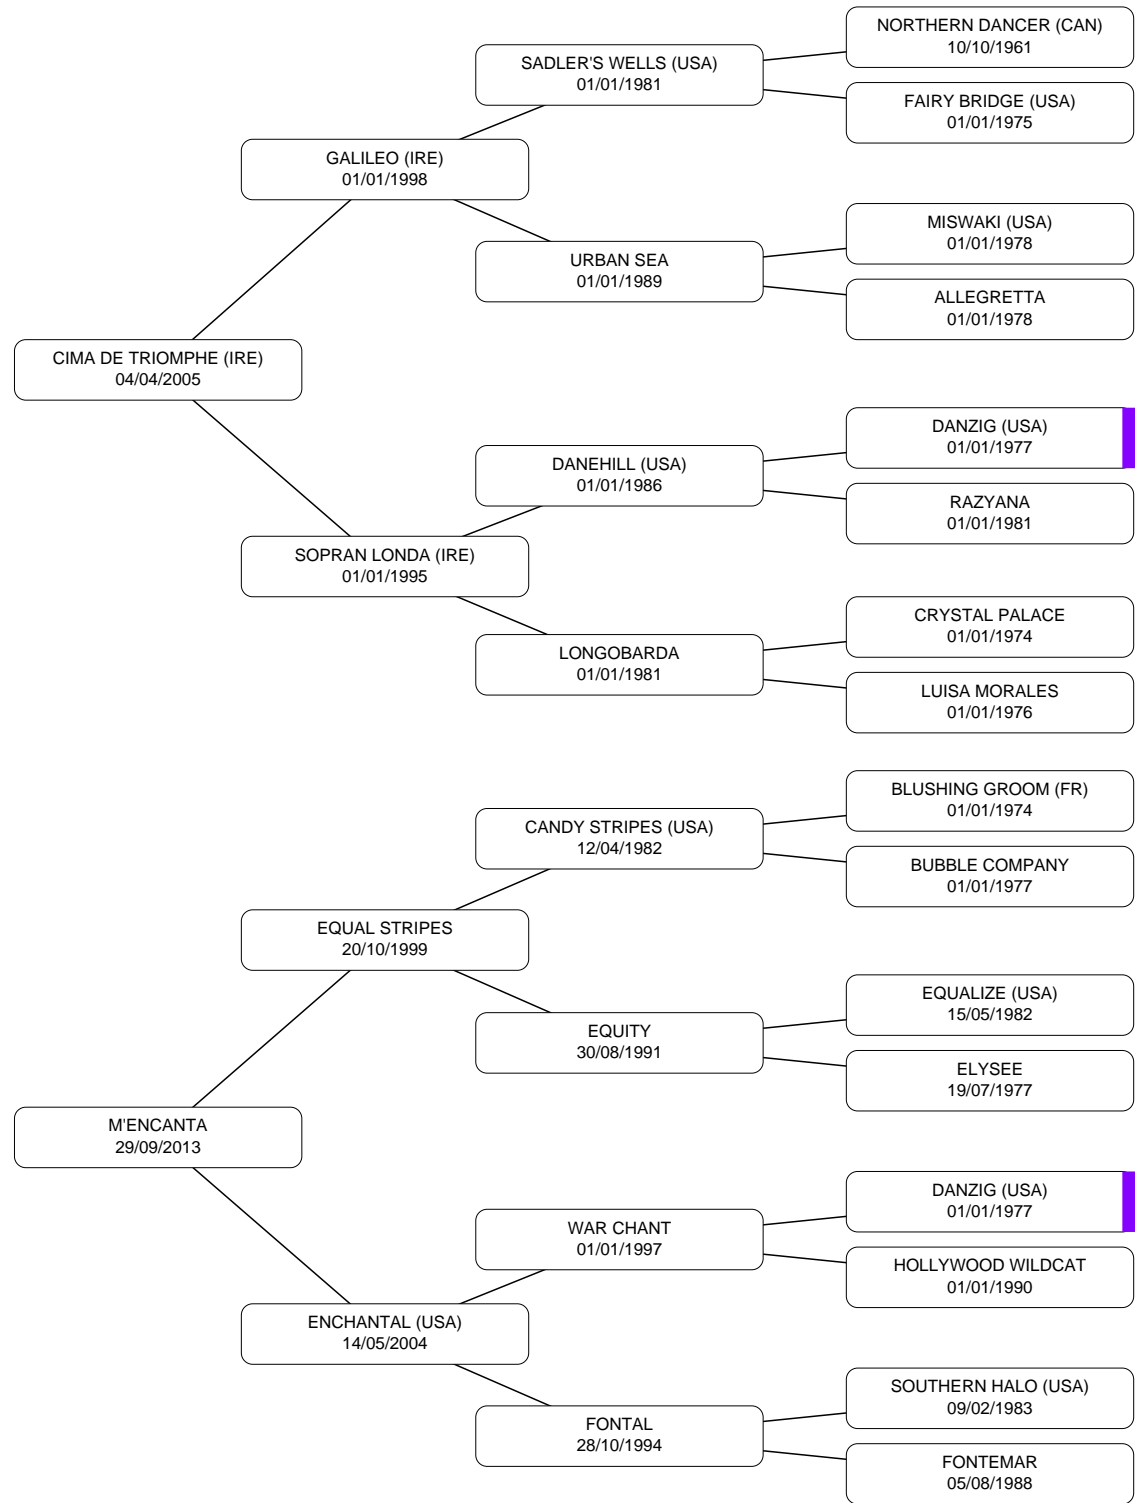 NORTHERN DANCER (CAN)
10/10/1961
SADLER'S WELLS (USA)
01/01/1981
FAIRY BRIDGE (USA)
01/01/1975
GALILEO (IRE)
01/01/1998
MISWAKI (USA)
01/01/1978
URBAN SEA
01/01/1989
ALLEGRETTA
01/01/1978
CIMA DE TRIOMPHE (IRE)
04/04/2005
DANZIG (USA)
01/01/1977
DANEHILL (USA)
01/01/1986
RAZYANA
01/01/1981
SOPRAN LONDA (IRE)
01/01/1995
CRYSTAL PALACE
01/01/1974
LONGOBARDA
01/01/1981
LUISA MORALES
01/01/1976
BLUSHING GROOM (FR)
01/01/1974
CANDY STRIPES (USA)
12/04/1982
BUBBLE COMPANY
01/01/1977
EQUAL STRIPES
20/10/1999
EQUALIZE (USA)
15/05/1982
EQUITY
30/08/1991
ELYSEE
19/07/1977
M'ENCANTA
29/09/2013
DANZIG (USA)
01/01/1977
WAR CHANT
01/01/1997
HOLLYWOOD WILDCAT
01/01/1990
ENCHANTAL (USA)
14/05/2004
SOUTHERN HALO (USA)
09/02/1983
FONTAL
28/10/1994
FONTEMAR
05/08/1988